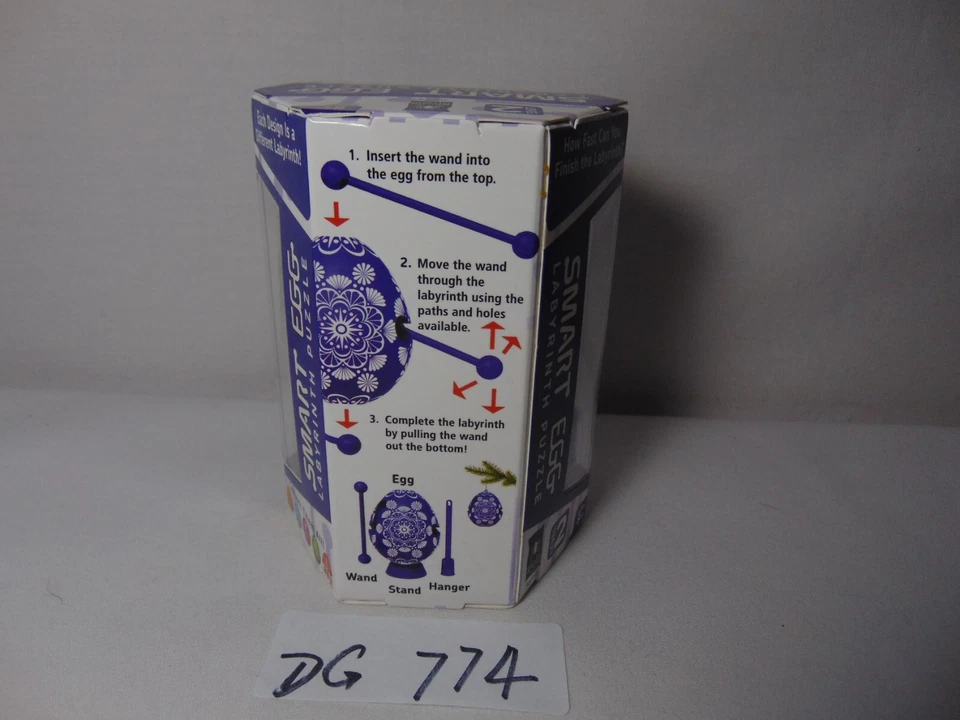 SMART EGG
Each Design Is a
Different Labyrinth!
SMART EGG
LABYRINTH PUZZLE
1. Insert the wand into
the egg from the top.
2. Move the wand
through the
labyrinth using the
paths and holes
available.
3. Complete the labyrinth
by pulling the wand
out the bottom!
Egg
Wand
Stand
Hanger
How Fast Can You
Finish the Labyrinth?
SMART EGG
LABYRINTH PUZZLE
DG 774